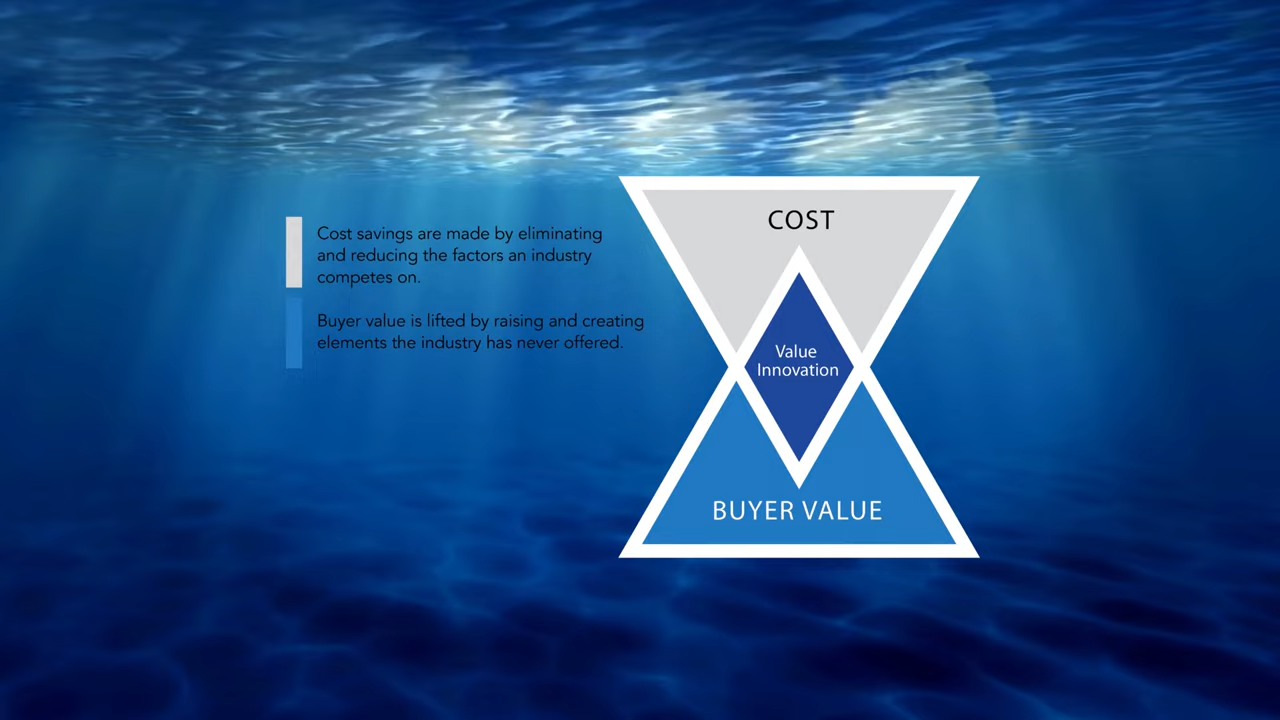 Cost savings are made by eliminating
and reducing the factors an industry
competes on.
Buyer value is lifted by raising and creating
elements the industry has never offered.
COST
Value
Innovation
BUYER VALUE